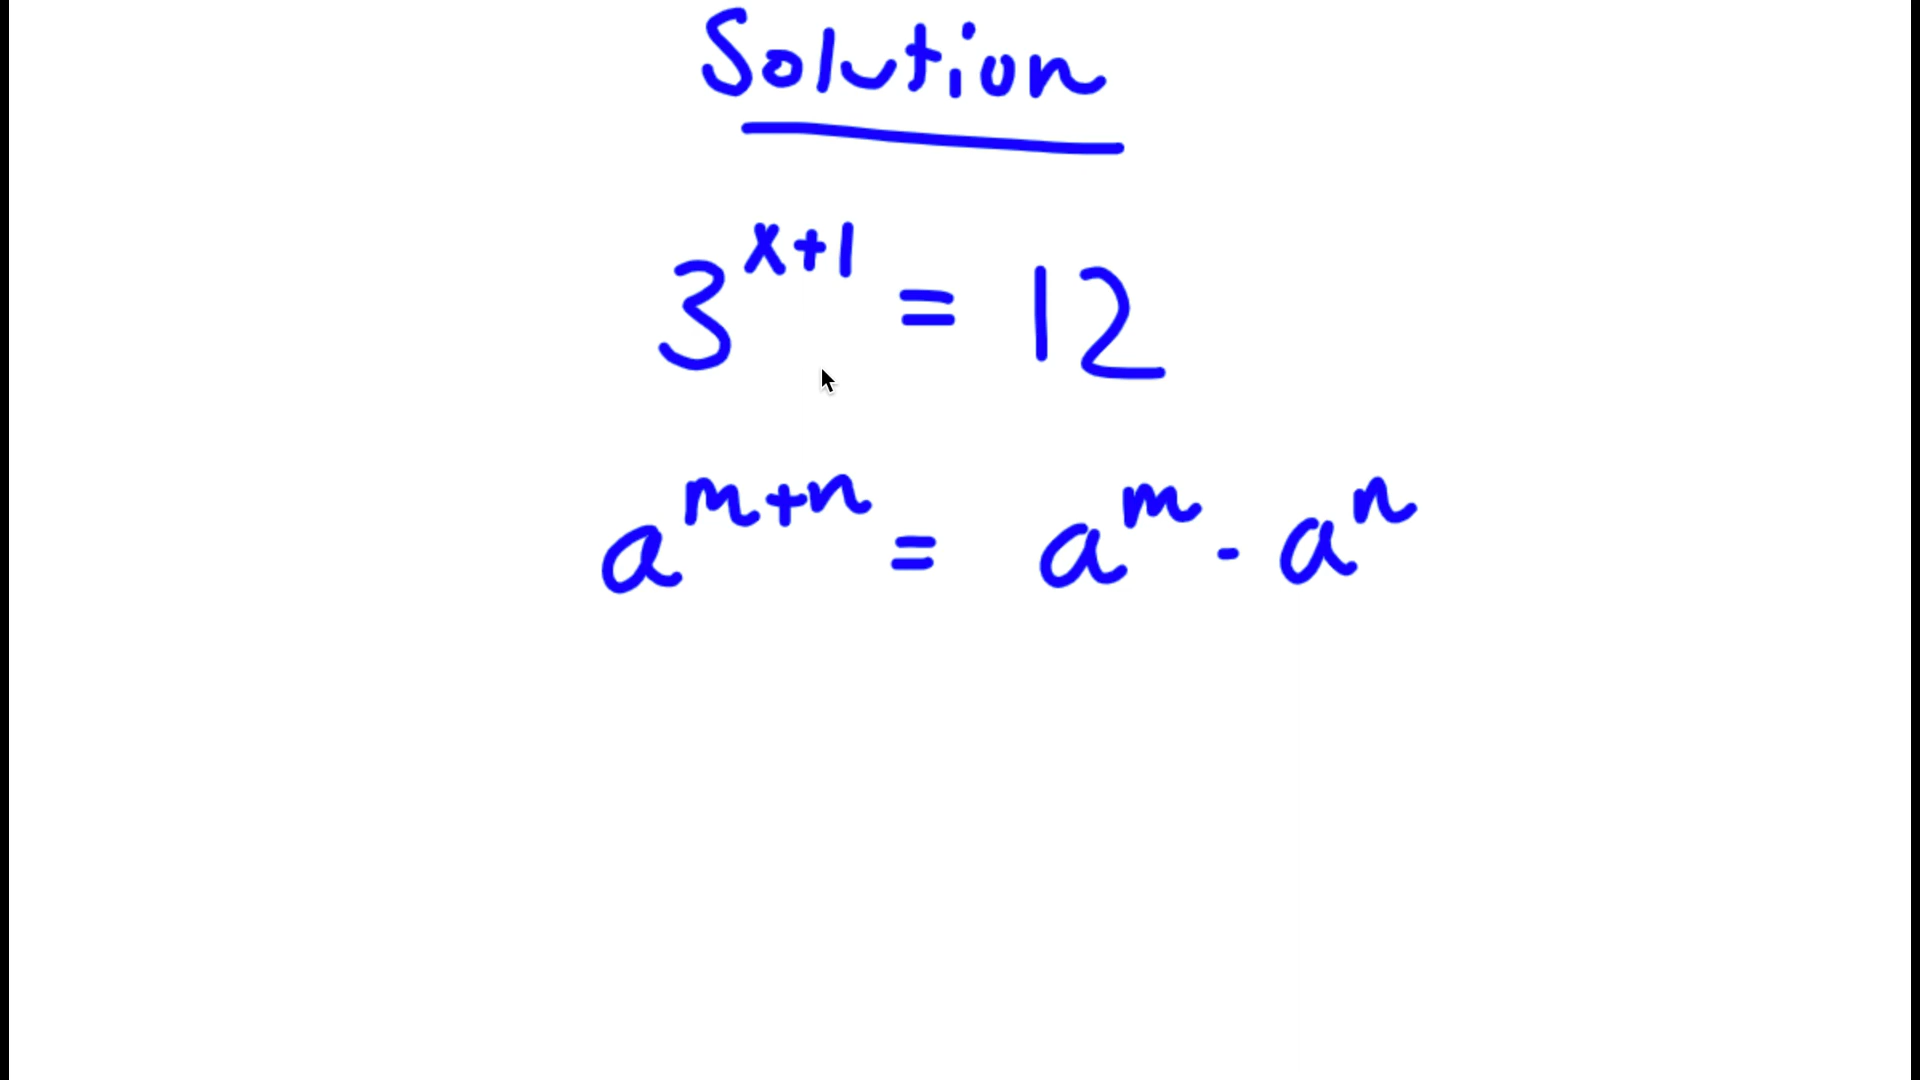 Solution
3^{x+1} = 12
a^{m+n} = a^m · a^n